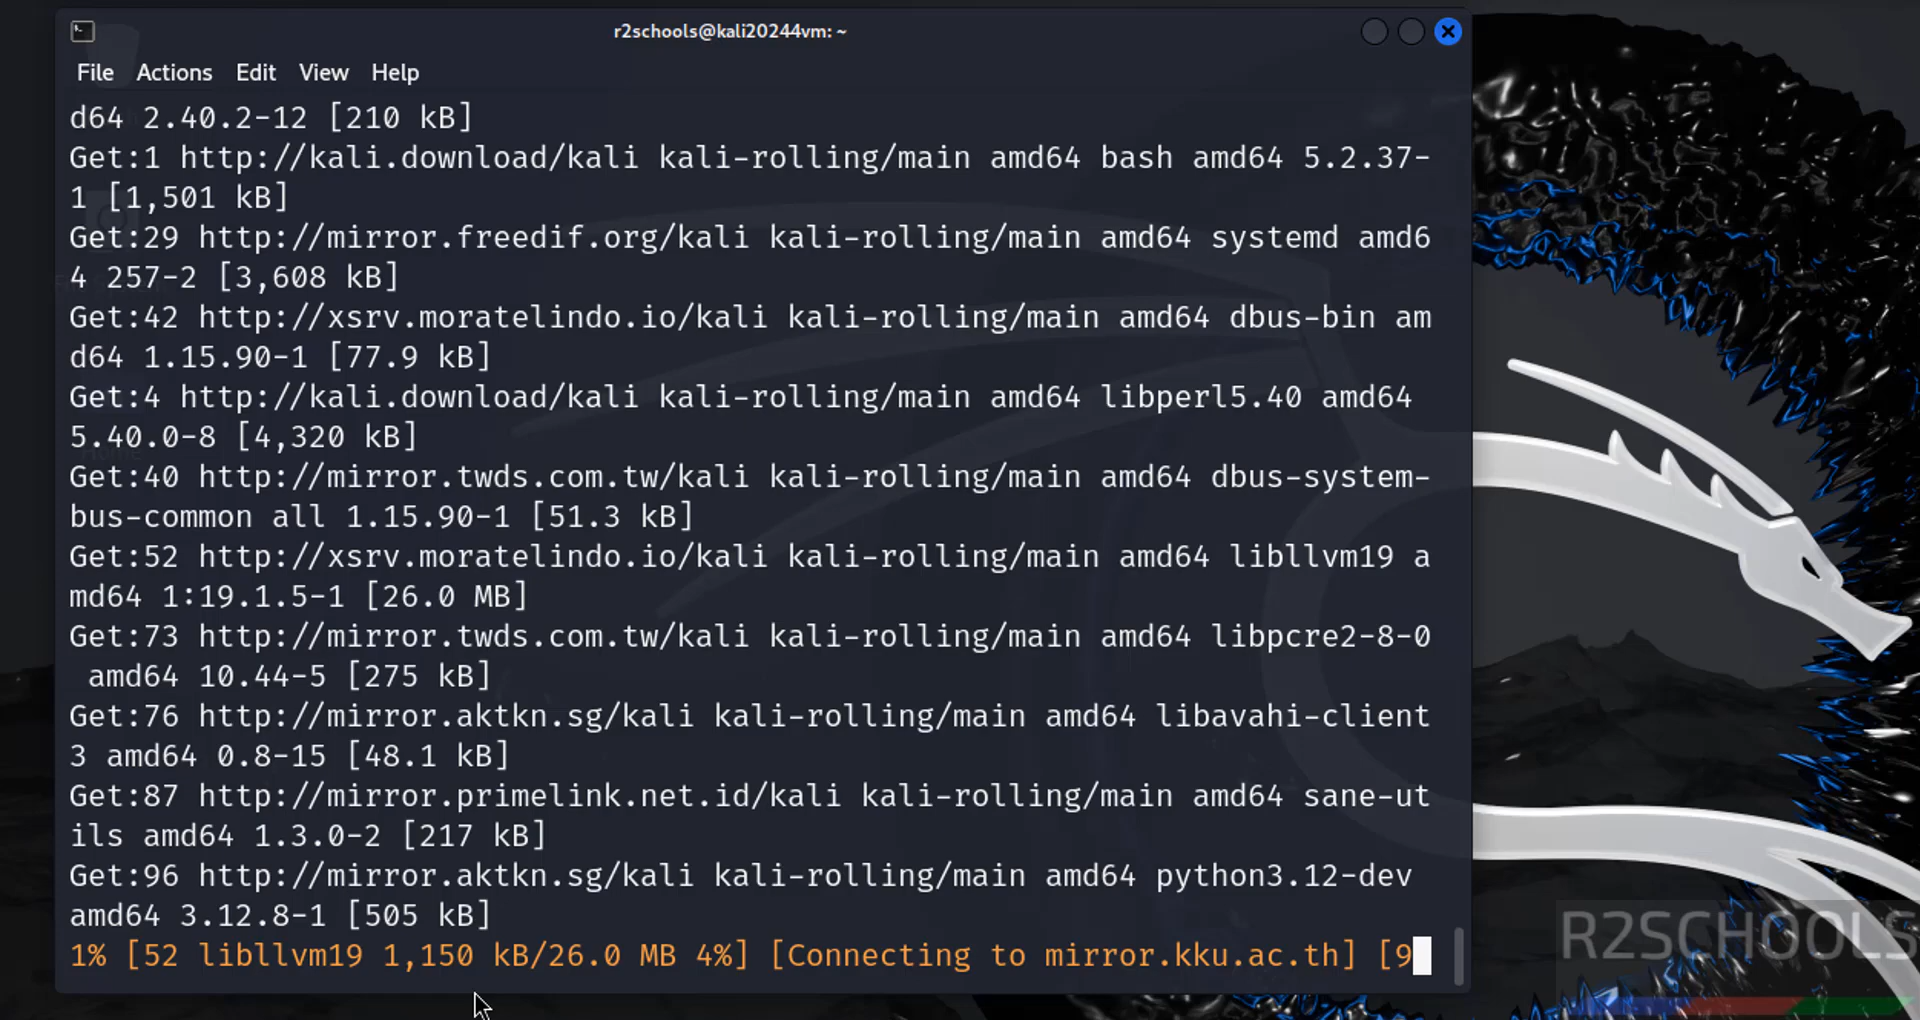 r2schools@kali20244vm: ~
File Actions Edit View Help
d64 2.40.2-12 [210 kB]
Get:1 http://kali.download/kali kali-rolling/main amd64 bash amd64 5.2.37-
1 [1,501 kB]
Get:29 http://mirror.freedif.org/kali kali-rolling/main amd64 systemd amd6
4 257-2 [3,608 kB]
Get:42 http://xsrv.moratelindo.io/kali kali-rolling/main amd64 dbus-bin am
d64 1.15.90-1 [77.9 kB]
Get:4 http://kali.download/kali kali-rolling/main amd64 libperl5.40 amd64
5.40.0-8 [4,320 kB]
Get:40 http://mirror.twds.com.tw/kali kali-rolling/main amd64 dbus-system-
bus-common all 1.15.90-1 [51.3 kB]
Get:52 http://xsrv.moratelindo.io/kali kali-rolling/main amd64 libllvm19 a
md64 1:19.1.5-1 [26.0 MB]
Get:73 http://mirror.twds.com.tw/kali kali-rolling/main amd64 libpcre2-8-0
 amd64 10.44-5 [275 kB]
Get:76 http://mirror.aktkn.sg/kali kali-rolling/main amd64 libavahi-client
3 amd64 0.8-15 [48.1 kB]
Get:87 http://mirror.primelink.net.id/kali kali-rolling/main amd64 sane-ut
ils amd64 1.3.0-2 [217 kB]
Get:96 http://mirror.aktkn.sg/kali kali-rolling/main amd64 python3.12-dev
amd64 3.12.8-1 [505 kB]
1% [52 libllvm19 1,150 kB/26.0 MB 4%] [Connecting to mirror.kku.ac.th] [9
R2SCHOOLS